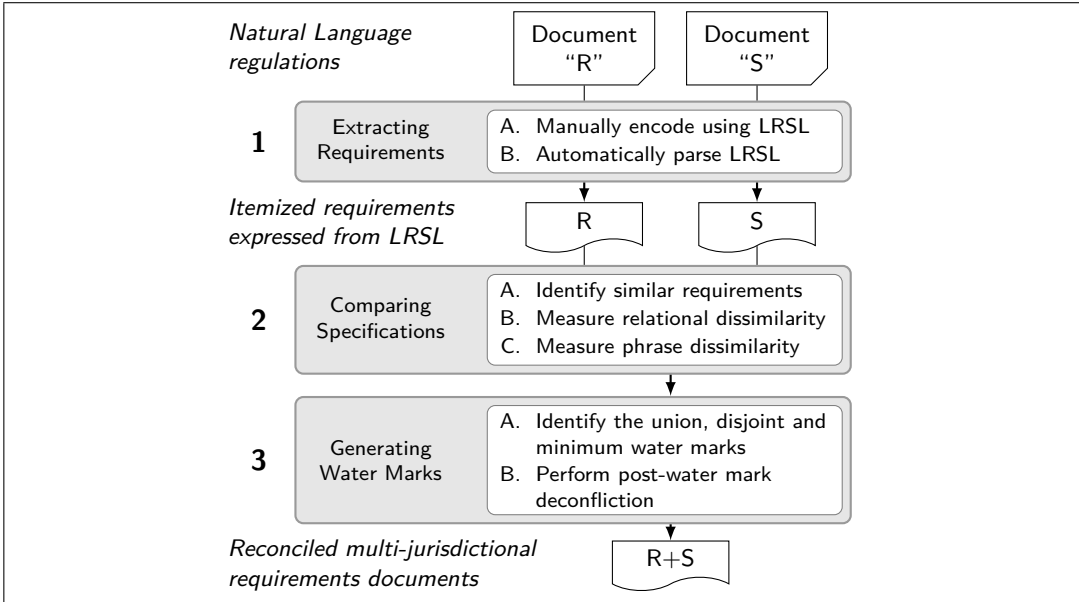 Natural Language
regulations
Document
“R”
Document
“S”
1
Extracting
Requirements
A. Manually encode using LRSL
B. Automatically parse LRSL
Itemized requirements
expressed from LRSL
R
S
2
Comparing
Specifications
A. Identify similar requirements
B. Measure relational dissimilarity
C. Measure phrase dissimilarity
3
Generating
Water Marks
A. Identify the union, disjoint and
minimum water marks
B. Perform post-water mark
deconfliction
Reconciled multi-jurisdictional
requirements documents
R+S